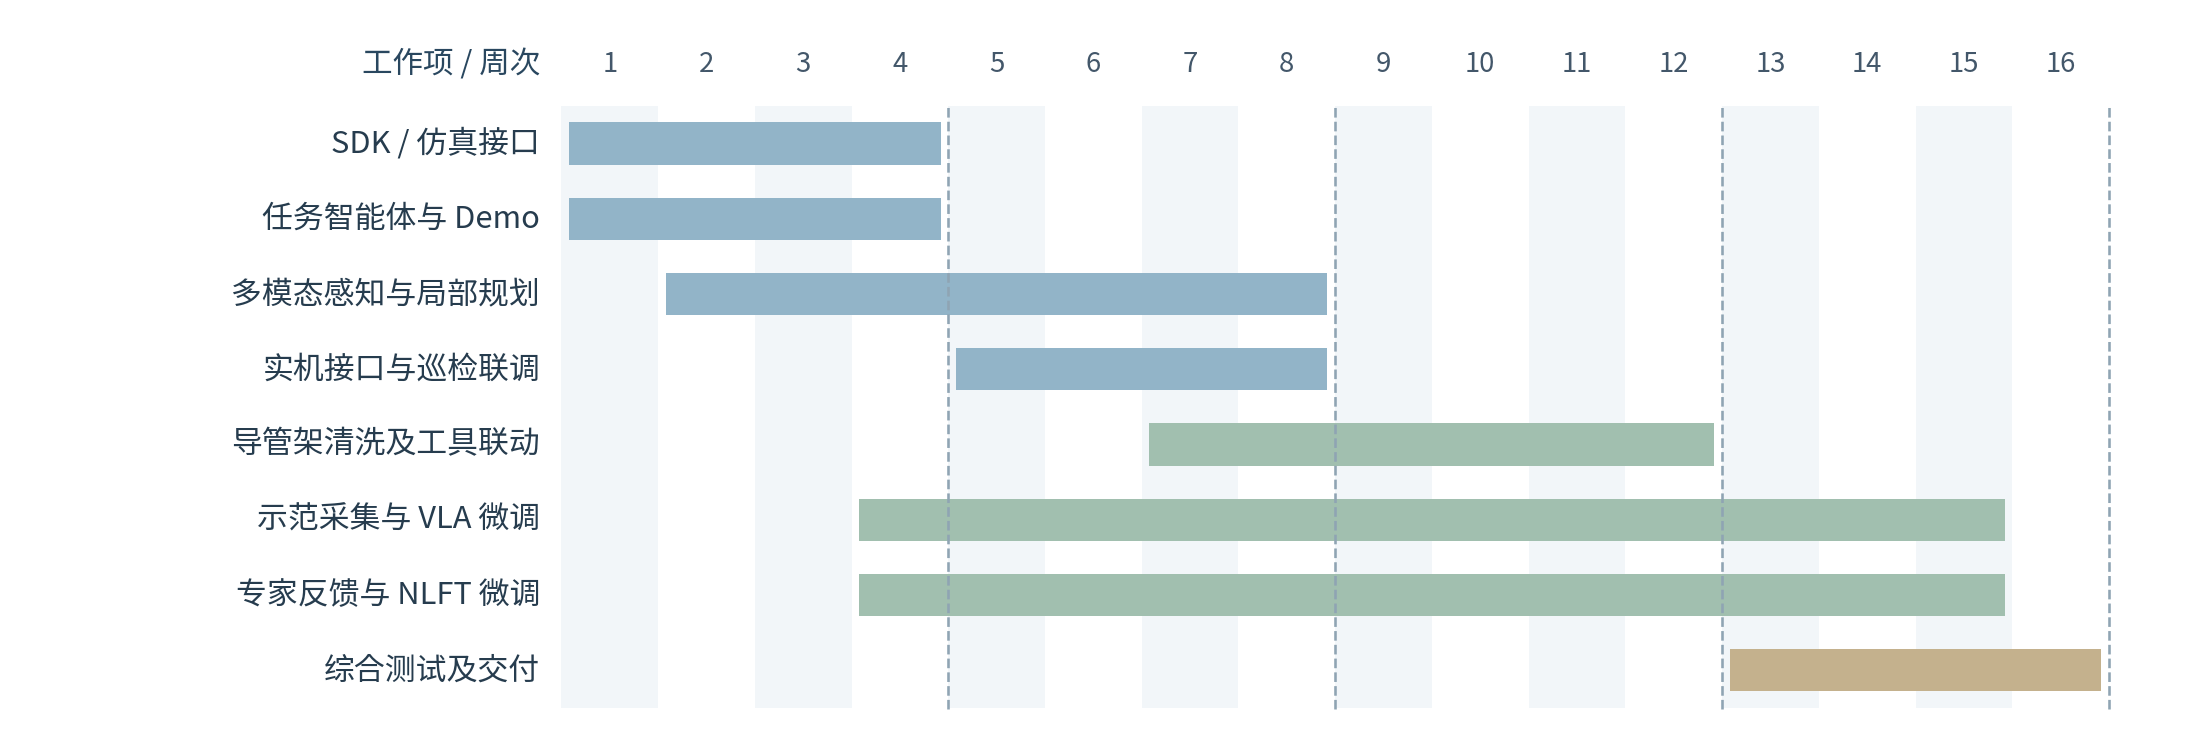 工作项 / 周次 1 2 3 4 5 6 7 8 9 10 11 12 13 14 15 16
SDK / 仿真接口
任务智能体与 Demo
多模态感知与局部规划
实机接口与巡检联调
导管架清洗及工具联动
示范采集与 VLA 微调
专家反馈与 NLFT 微调
综合测试及交付